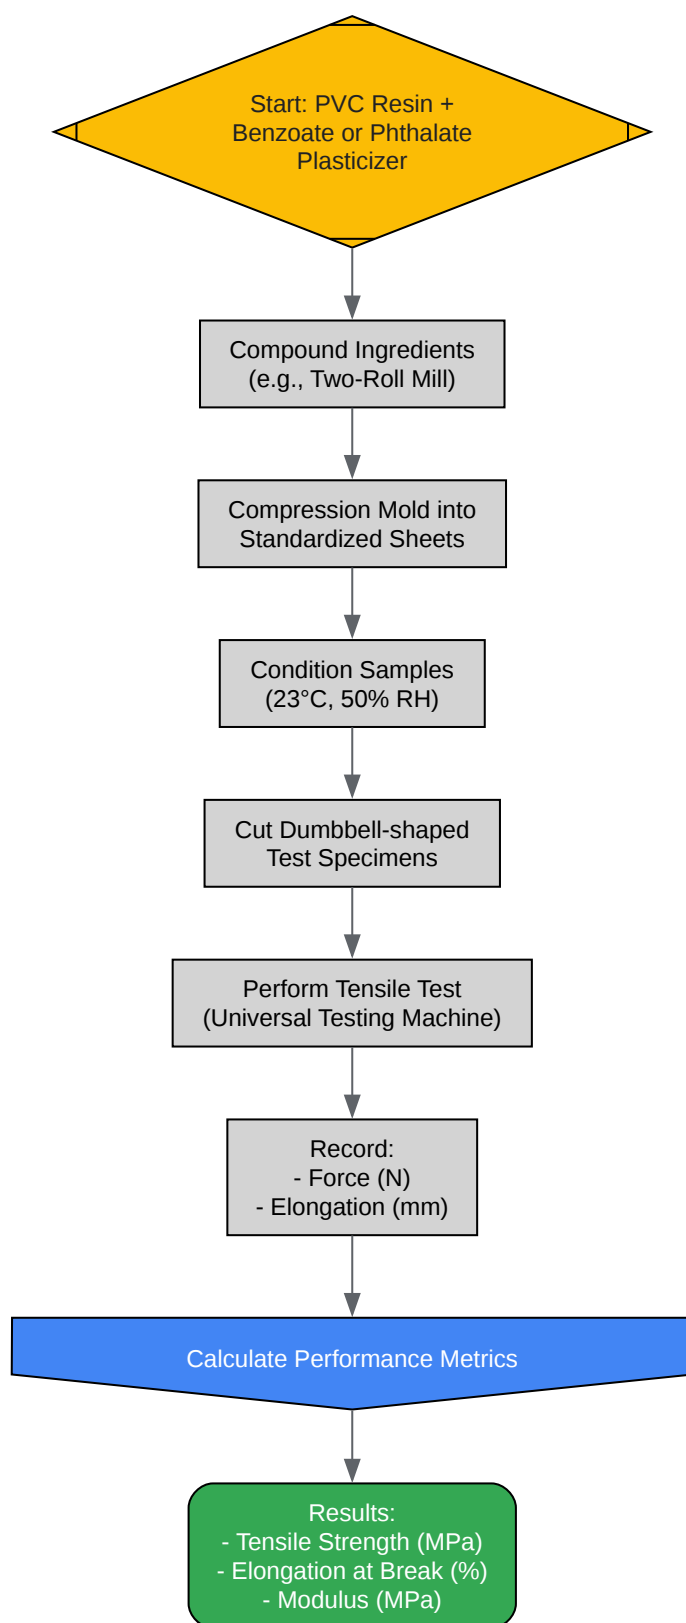 Start: PVC Resin +
Benzoate or Phthalate
Plasticizer
Compound Ingredients
(e.g., Two-Roll Mill)
Compression Mold into
Standardized Sheets
Condition Samples
(23°C, 50% RH)
Cut Dumbbell-shaped
Test Specimens
Perform Tensile Test
(Universal Testing Machine)
Record:
- Force (N)
- Elongation (mm)
Calculate Performance Metrics
Results:
- Tensile Strength (MPa)
- Elongation at Break (%)
- Modulus (MPa)